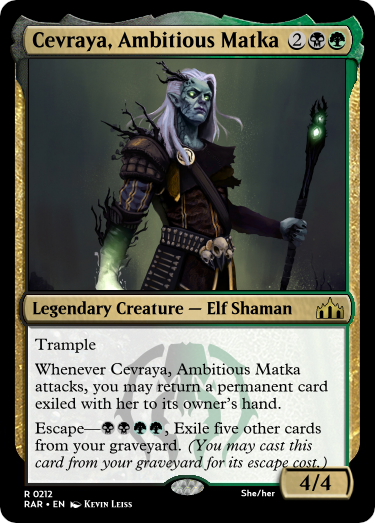 Cevraya, Ambitious Matka 2
Legendary Creature — Elf Shaman
Trample
Whenever Cevraya, Ambitious Matka
attacks, you may return a permanent card
exiled with her to its owner's hand.
Escape—, Exile five other cards
from your graveyard. (You may cast this
card from your graveyard for its escape cost.)
4/4
R 0212
RAR • EN Kevin Leiss
She/her